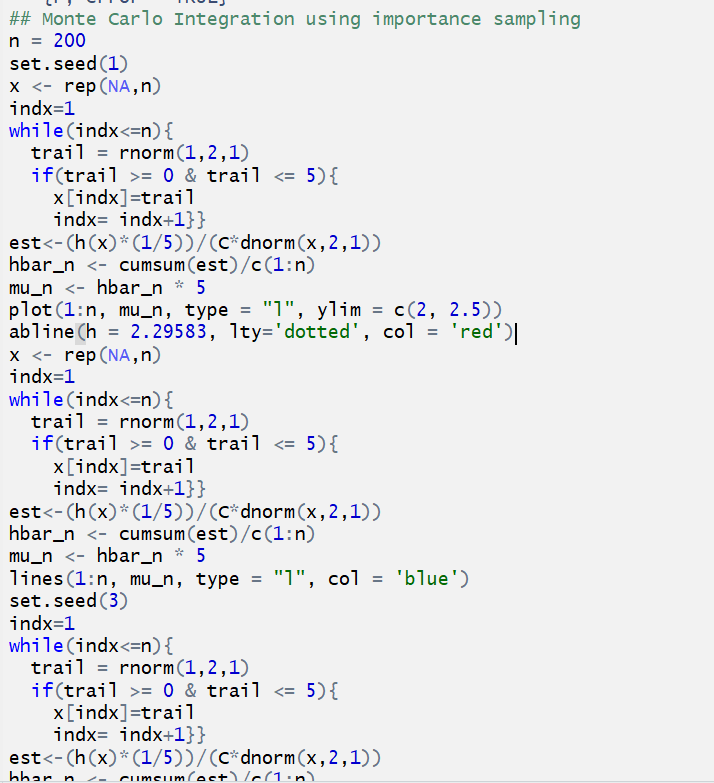 ## Monte Carlo Integration using importance sampling
n = 200
set.seed(1)
x <- rep(NA,n)
indx=1
while(indx<=n){
  trail = rnorm(1,2,1)
  if(trail >= 0 & trail <= 5){
    x[indx]=trail
    indx= indx+1}}
est<-(h(x)*(1/5))/(C*dnorm(x,2,1))
hbar_n <- cumsum(est)/c(1:n)
mu_n <- hbar_n * 5
plot(1:n, mu_n, type = "l", ylim = c(2, 2.5))
abline(h = 2.29583, lty='dotted', col = 'red')
x <- rep(NA,n)
indx=1
while(indx<=n){
  trail = rnorm(1,2,1)
  if(trail >= 0 & trail <= 5){
    x[indx]=trail
    indx= indx+1}}
est<-(h(x)*(1/5))/(C*dnorm(x,2,1))
hbar_n <- cumsum(est)/c(1:n)
mu_n <- hbar_n * 5
lines(1:n, mu_n, type = "l", col = 'blue')
set.seed(3)
indx=1
while(indx<=n){
  trail = rnorm(1,2,1)
  if(trail >= 0 & trail <= 5){
    x[indx]=trail
    indx= indx+1}}
est<-(h(x)*(1/5))/(C*dnorm(x,2,1))
hbar_n <- cumsum(est)/c(1:n)